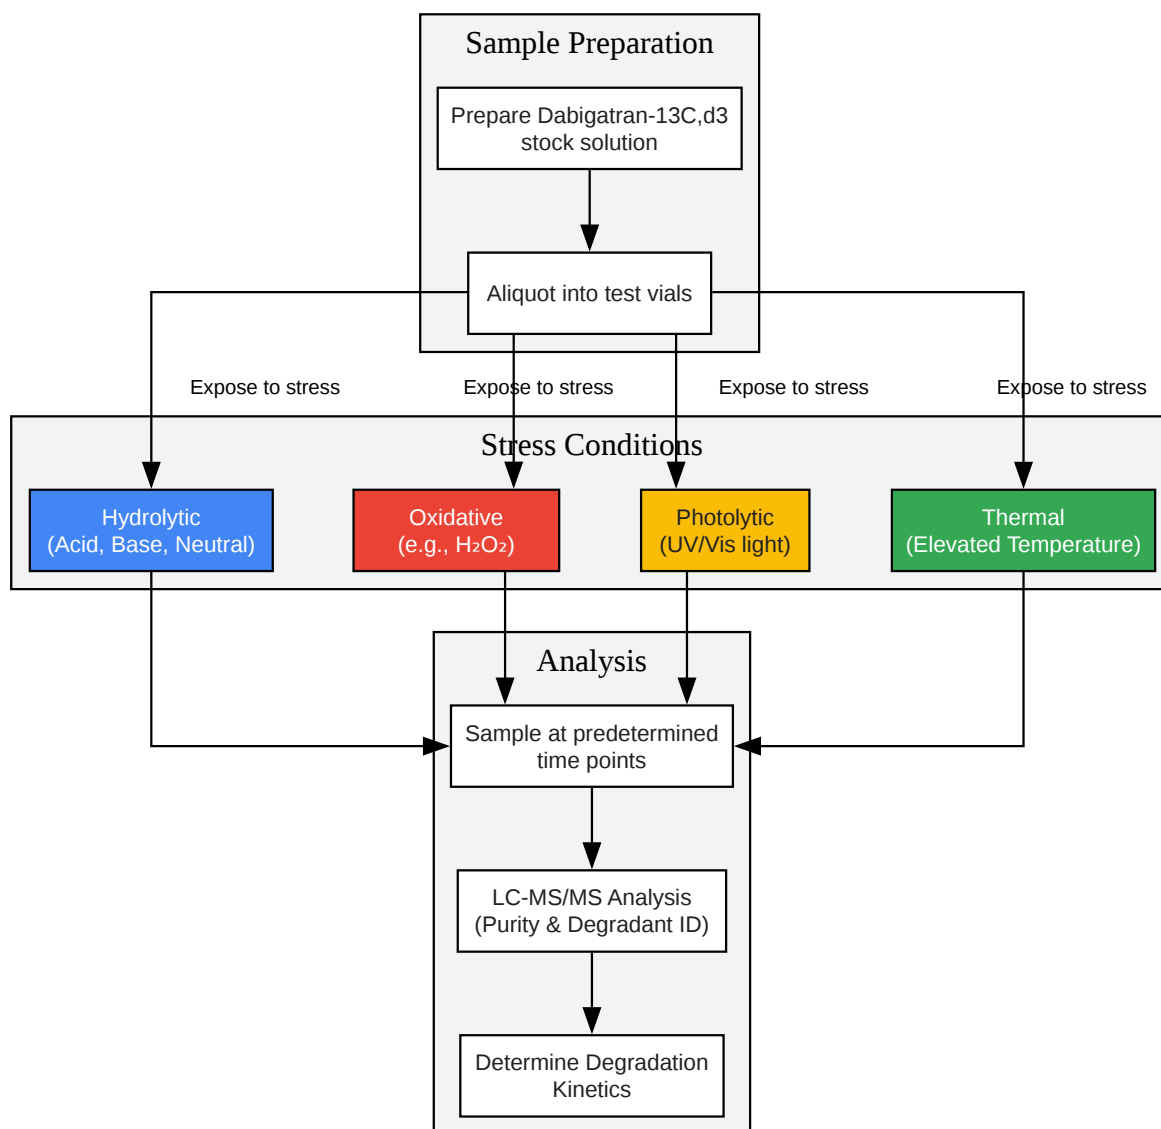 Sample Preparation
Prepare Dabigatran-13C,d3
stock solution
Aliquot into test vials
Expose to stress
Expose to stress
Expose to stress
Expose to stress
Stress Conditions
Hydrolytic
(Acid, Base, Neutral)
Oxidative
(e.g., H₂O₂)
Photolytic
(UV/Vis light)
Thermal
(Elevated Temperature)
Analysis
Sample at predetermined
time points
LC-MS/MS Analysis
(Purity & Degradant ID)
Determine Degradation
Kinetics